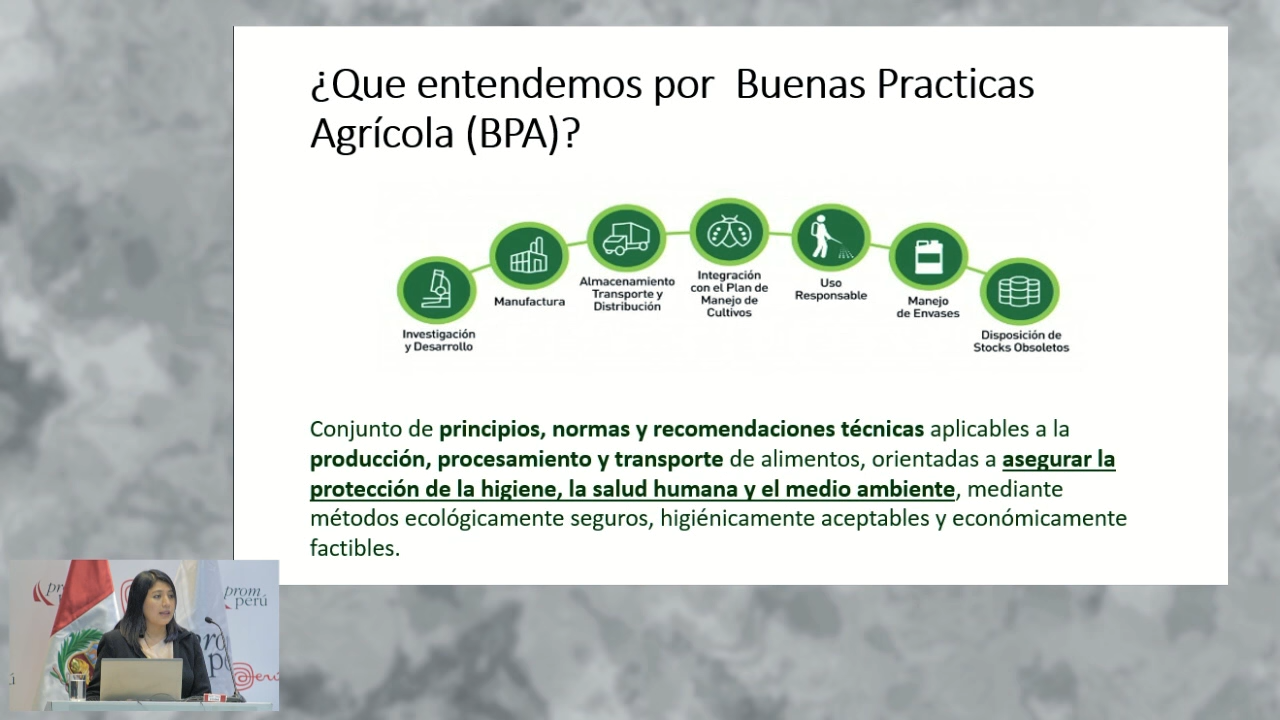 ¿Que entendemos por Buenas Practicas
Agrícola (BPA)?
Investigación
y Desarrollo
Manufactura
Almacenamiento
Transporte y
Distribución
Integración
con el Plan de
Manejo de
Cultivos
Uso
Responsable
Manejo
de Envases
Disposición de
Stocks Obsoletos
Conjunto de principios, normas y recomendaciones técnicas aplicables a la
producción, procesamiento y transporte de alimentos, orientadas a asegurar la
protección de la higiene, la salud humana y el medio ambiente, mediante
métodos ecológicamente seguros, higiénicamente aceptables y económicamente
factibles.
prom
perú
Perú